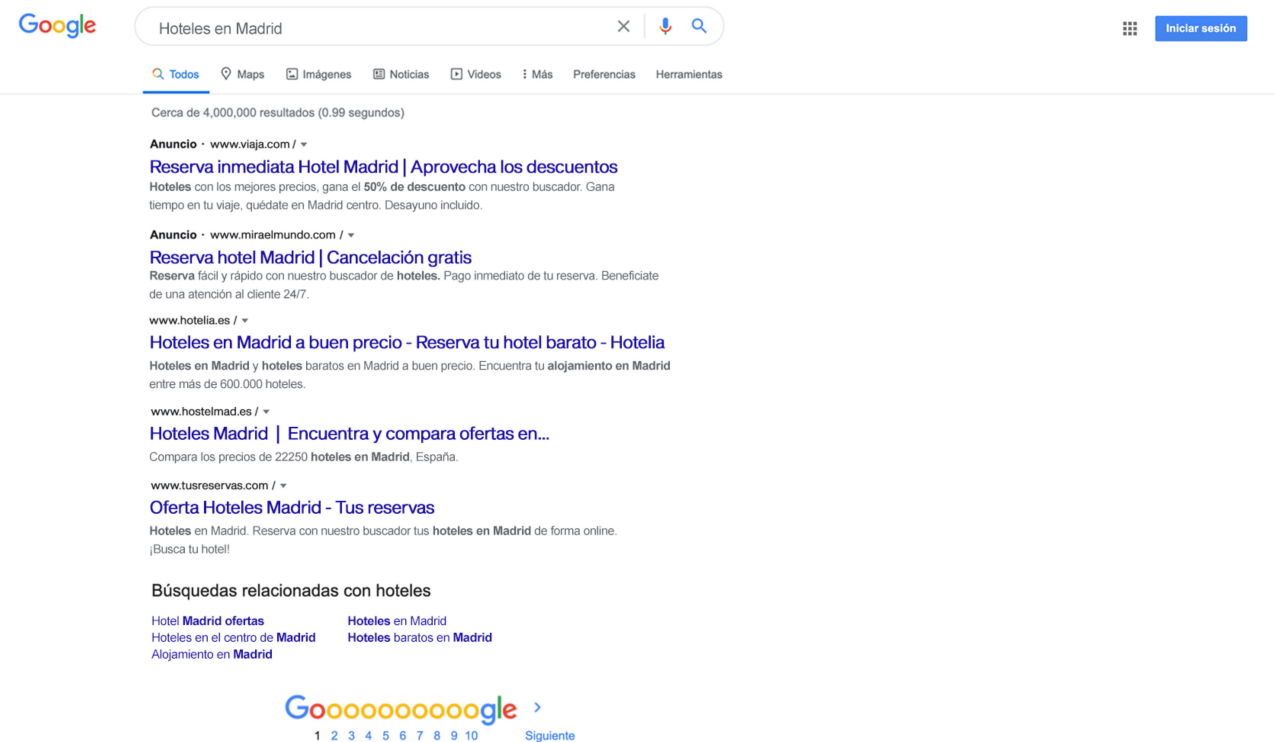 Google
Hoteles en Madrid
Iniciar sesión
Todos Maps Imágenes Noticias Videos Más Preferencias Herramientas
Cerca de 4,000,000 resultados (0.99 segundos)
Anuncio · www.viaja.com /
Reserva inmediata Hotel Madrid | Aprovecha los descuentos
Hoteles con los mejores precios, gana el 50% de descuento con nuestro buscador. Gana
tiempo en tu viaje, quédate en Madrid centro. Desayuno incluido.
Anuncio · www.miraelmundo.com /
Reserva hotel Madrid | Cancelación gratis
Reserva fácil y rápido con nuestro buscador de hoteles. Pago inmediato de tu reserva. Beneficiate
de una atención al cliente 24/7.
www.hotelia.es /
Hoteles en Madrid a buen precio - Reserva tu hotel barato - Hotelia
Hoteles en Madrid y hoteles baratos en Madrid a buen precio. Encuentra tu alojamiento en Madrid
entre más de 600.000 hoteles.
www.hostelmad.es /
Hoteles Madrid | Encuentra y compara ofertas en...
Compara los precios de 22250 hoteles en Madrid, España.
www.tusreservas.com /
Oferta Hoteles Madrid - Tus reservas
Hoteles en Madrid. Reserva con nuestro buscador tus hoteles en Madrid de forma online.
¡Busca tu hotel!
Búsquedas relacionadas con hoteles
Hotel Madrid ofertas Hoteles en Madrid
Hoteles en el centro de Madrid Hoteles baratos en Madrid
Alojamiento en Madrid
Goooooooooogle
1 2 3 4 5 6 7 8 9 10 Siguiente